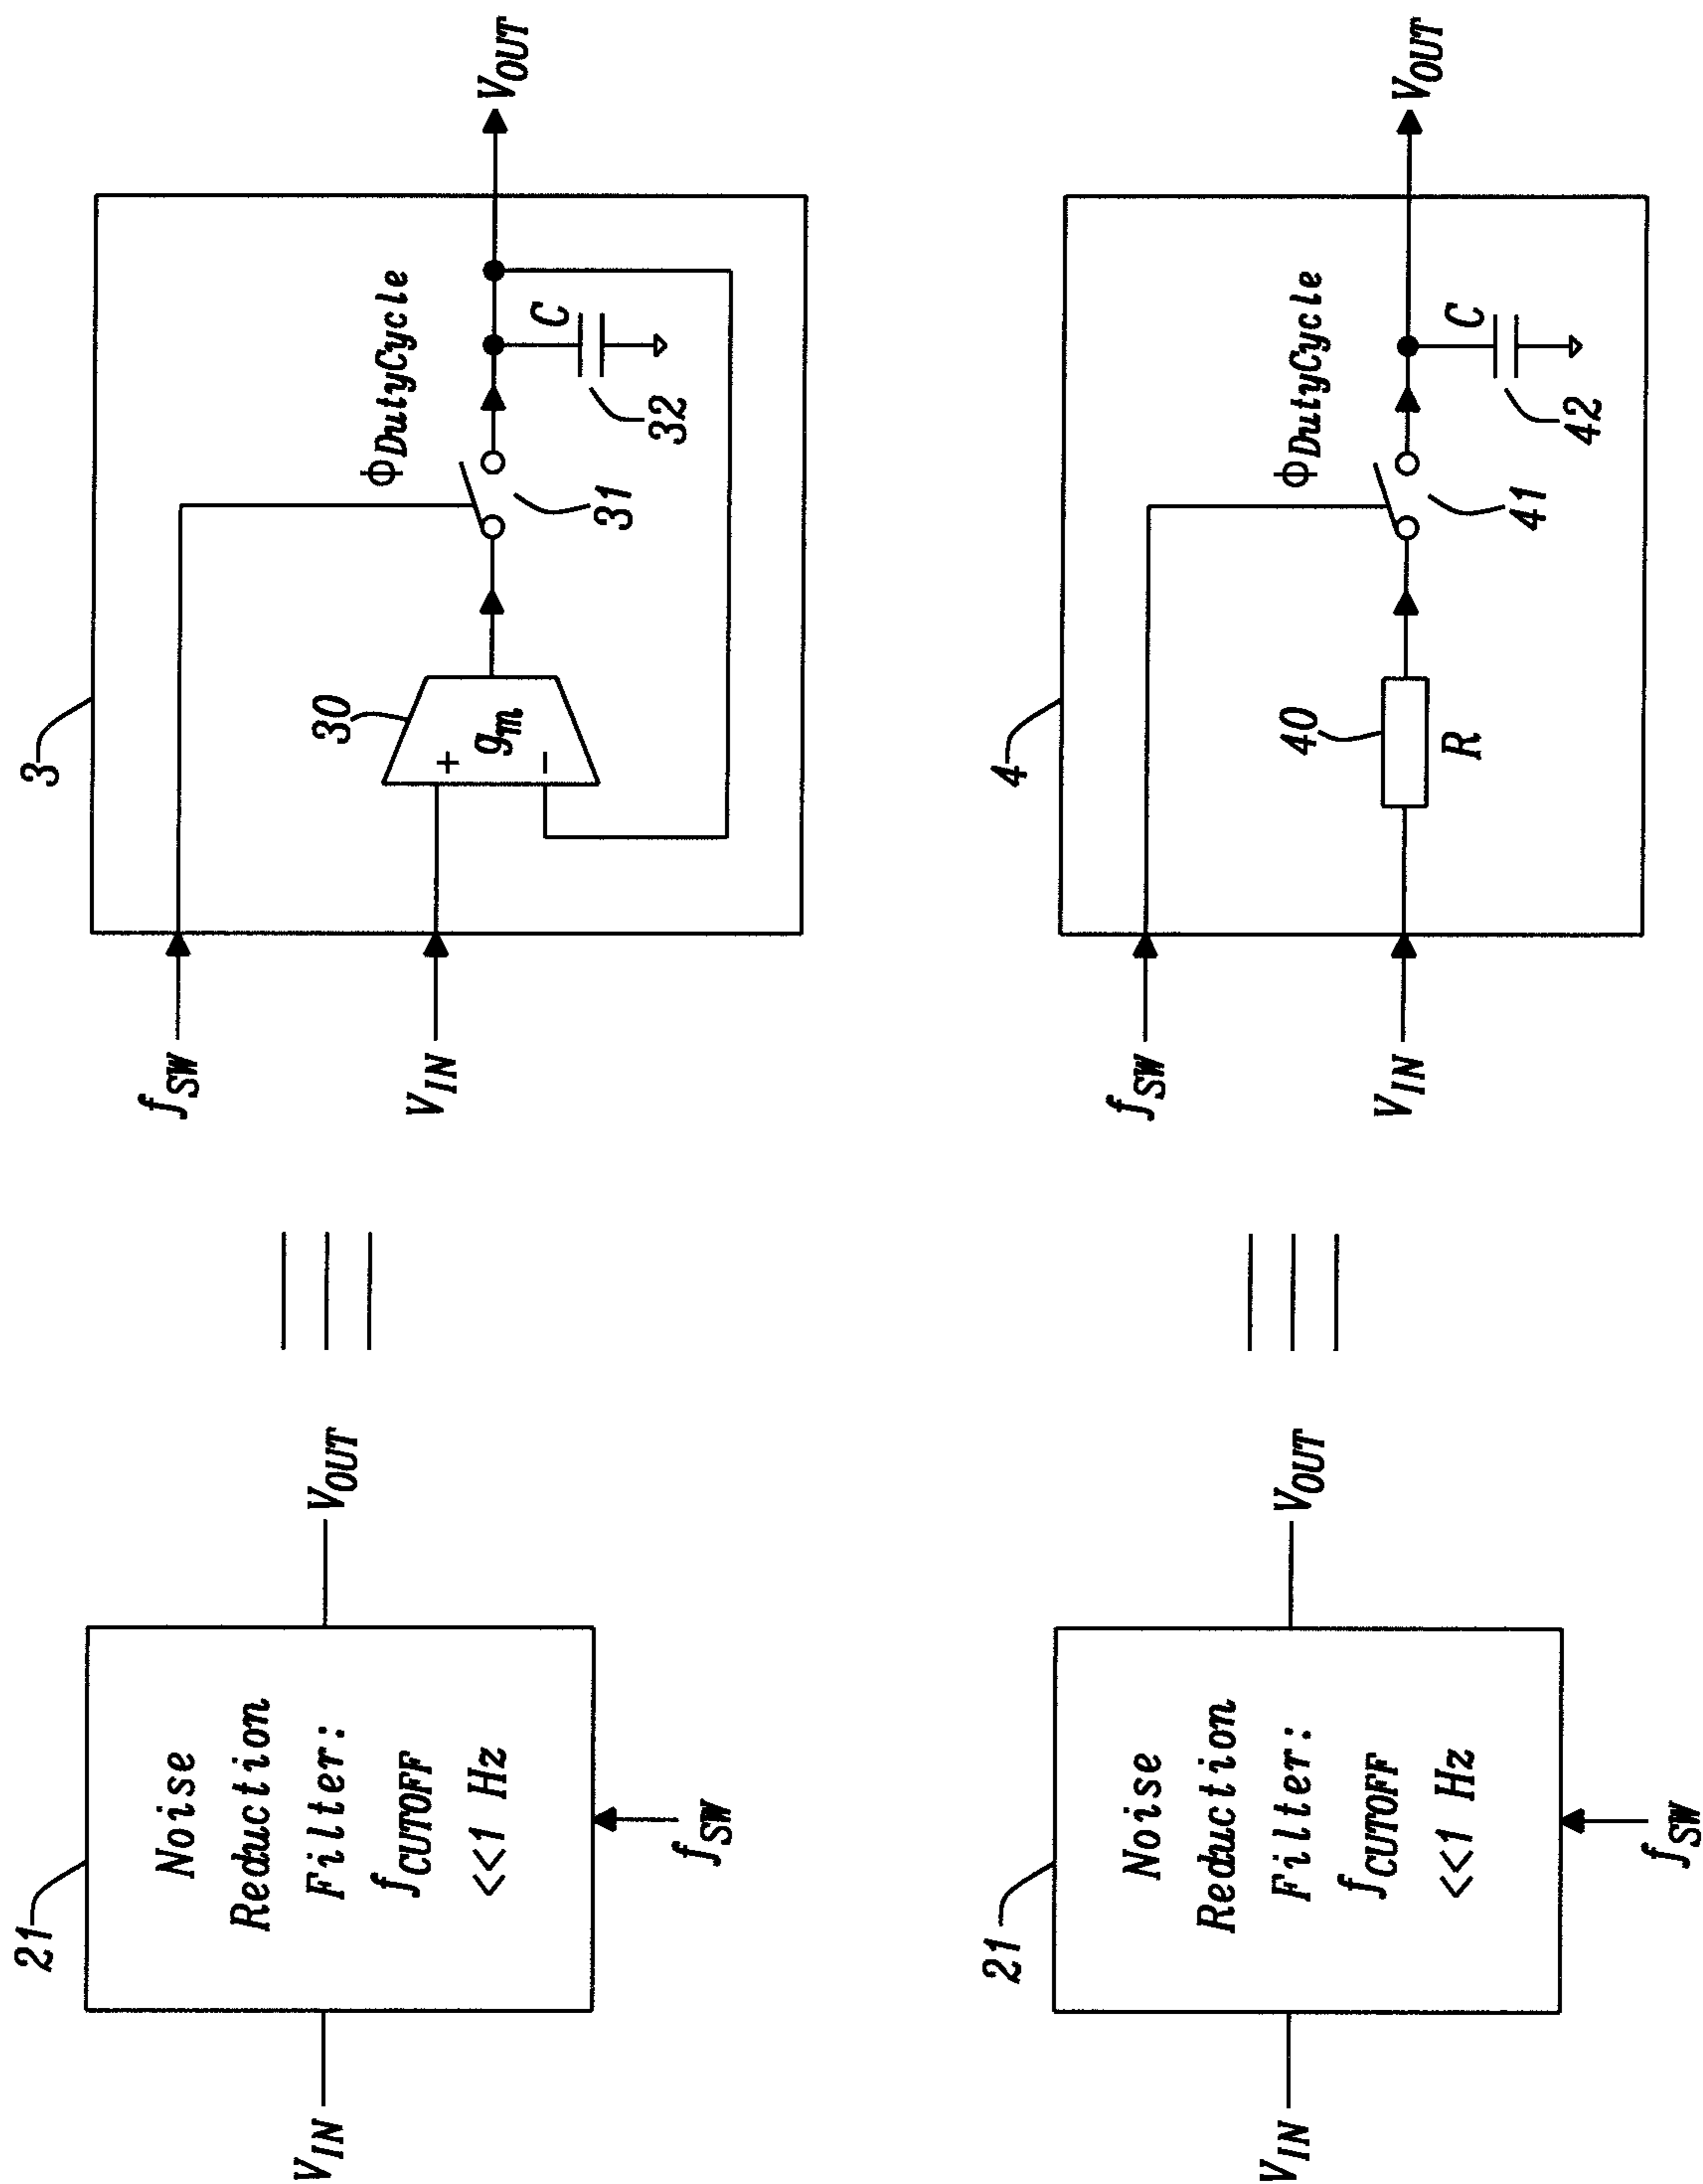 21
Noise
Reduction
Filter:
fCUTOFF
<<1 Hz
VIN
VOUT
fSW
3
fSW
VIN
30
+
gm
-
ΦDutyCycle
31
C
32
VOUT
21
Noise
Reduction
Filter:
fCUTOFF
<<1 Hz
VIN
VOUT
fSW
4
fSW
VIN
40
R
ΦDutyCycle
41
C
42
VOUT